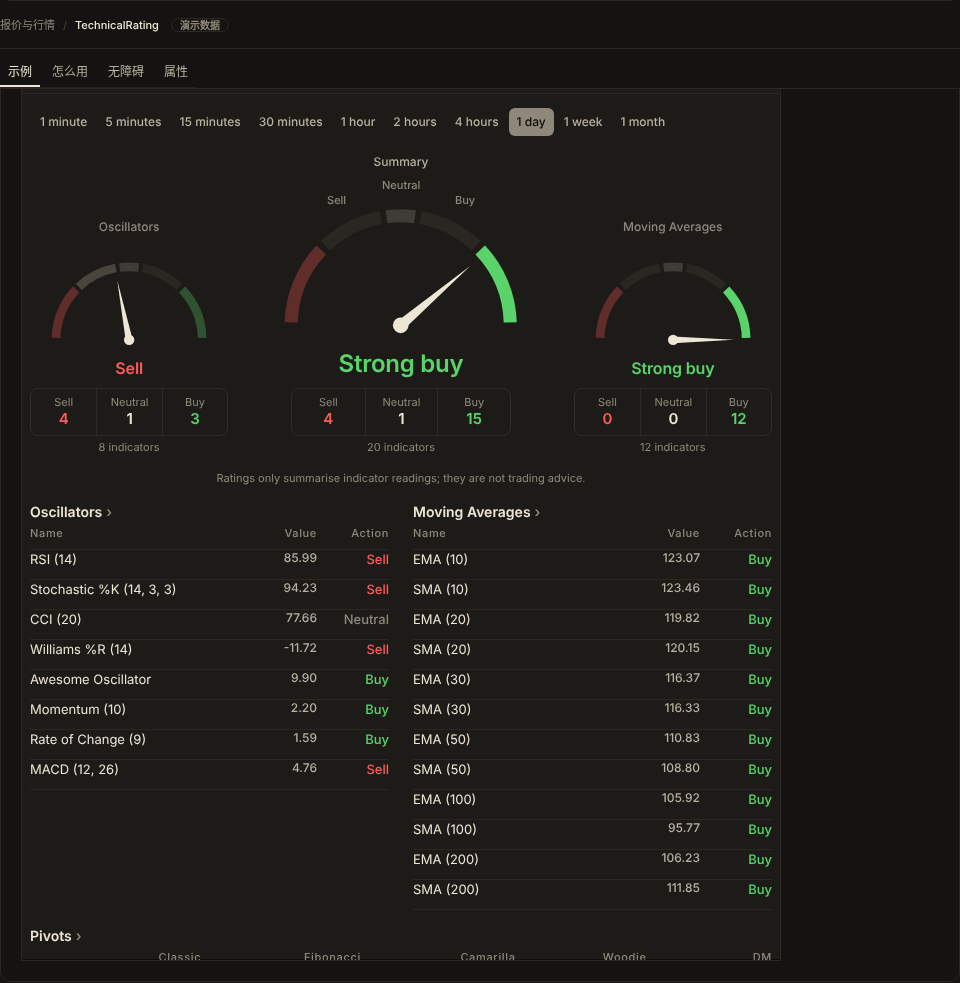 报价与行情 / TechnicalRating 演示数据
示例 怎么用 无障碍 属性
1 minute 5 minutes 15 minutes 30 minutes 1 hour 2 hours 4 hours 1 day 1 week 1 month
Summary
Neutral
Sell Buy
Oscillators Moving Averages
Sell Strong buy Strong buy
Sell Neutral Buy Sell Neutral Buy Sell Neutral Buy
4 1 3 4 1 15 0 0 12
8 indicators 20 indicators 12 indicators
Ratings only summarise indicator readings; they are not trading advice.
Oscillators ›
Name Value Action
RSI (14) 85.99 Sell
Stochastic %K (14, 3, 3) 94.23 Sell
CCI (20) 77.66 Neutral
Williams %R (14) -11.72 Sell
Awesome Oscillator 9.90 Buy
Momentum (10) 2.20 Buy
Rate of Change (9) 1.59 Buy
MACD (12, 26) 4.76 Sell
Moving Averages ›
Name Value Action
EMA (10) 123.07 Buy
SMA (10) 123.46 Buy
EMA (20) 119.82 Buy
SMA (20) 120.15 Buy
EMA (30) 116.37 Buy
SMA (30) 116.33 Buy
EMA (50) 110.83 Buy
SMA (50) 108.80 Buy
EMA (100) 105.92 Buy
SMA (100) 95.77 Buy
EMA (200) 106.23 Buy
SMA (200) 111.85 Buy
Pivots ›
Classic Fibonacci Camarilla Woodie DM